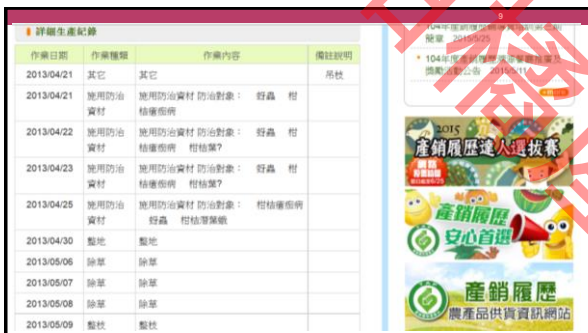 9
詳細生產紀錄
作業日期 作業種類 作業內容 備註說明
2013/04/21 其它 其它 吊枝
2013/04/21 施用防治資材 施用防治資材 防治對象： 蚜蟲 柑
桔瘡痂病
2013/04/22 施用防治資材 施用防治資材 防治對象： 蚜蟲 柑
桔瘡痂病 柑桔葉?
2013/04/23 施用防治資材 施用防治資材 防治對象： 蚜蟲 柑
桔瘡痂病 柑桔葉?
2013/04/25 施用防治資材 施用防治資材 防治對象： 柑桔瘡痂病
蚜蟲 柑桔潛葉蛾
2013/04/30 整地 整地
2013/05/06 除草 除草
2013/05/07 除草 除草
2013/05/08 除草 除草
2013/05/09 整枝 整枝
簡章 2015/5/25
104年度產銷履歷
獎勵活動公告 2015/5/11
2015
產銷履歷達人選拔賽
產銷履歷
安心首選
產銷履歷
農產品供貨資訊網站